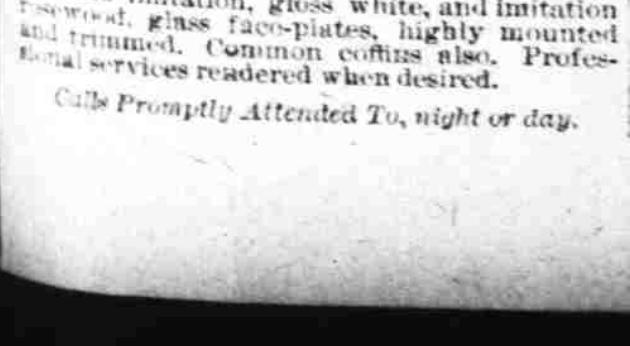 imitation, gloss white, and imitation
rosewood, glass face-plates, highly mounted
and trimmed. Common coffins also. Profes-
sional services readered when desired.
Calls Promptly Attended To, night or day.